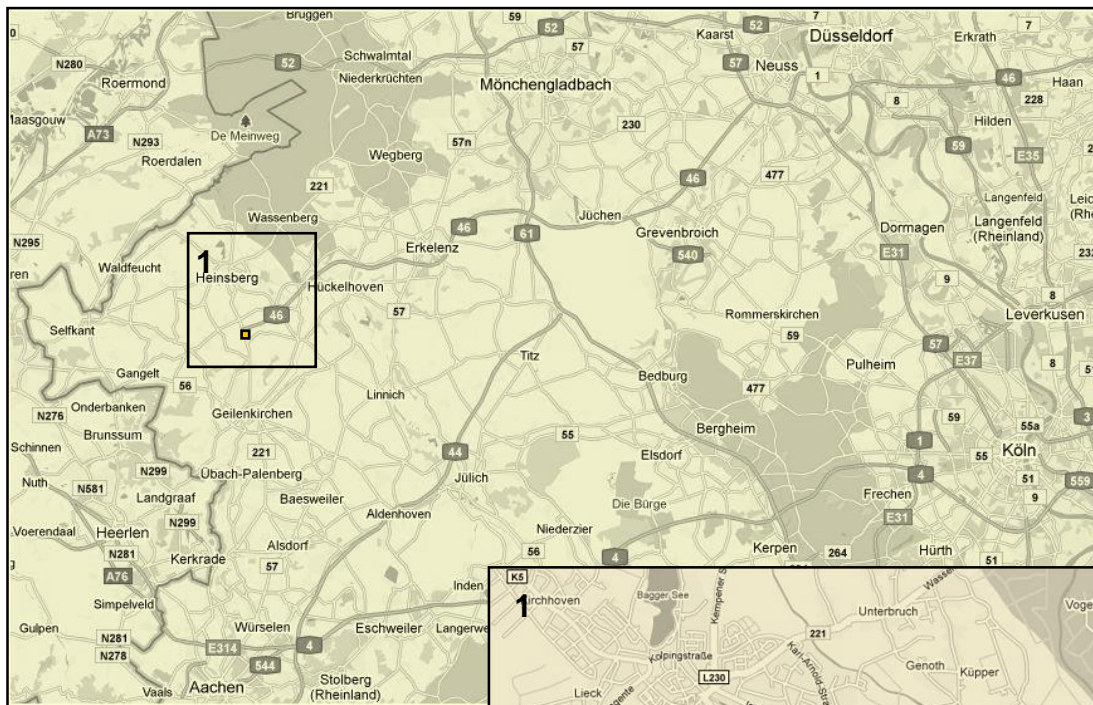 Brüggen 59 52 Kaarst 52 7 Düsseldorf 7
N280 52 Schwalmtal 57 Erkrath
Roermond Niederkrüchten 57 Neuss 46 Haan
Mönchengladbach 1
8 228
De Meinweg 230 Hilden
A73 N293 57n 59
Roerdalen Wegberg E35
221 46 477 Langenfeld
Wassenberg Jüchen Langenfeld (Rheinland)
N295 46 61 Grevenbroich Dormagen
Waldfeucht Erkelenz 540 E31
1 Heinsberg Hückelhoven 9 8
46 57 Rommerskirchen Leverkusen
Selfkant 59 57
Titz Pulheim E37 8
Gangelt 56 Bedburg
Linnich 477
Onderbanken Geilenkirchen 59 55a 3
N276 Brunssum Bergheim 1
Schinnen 221 55 55 Köln
N299 44 Elsdorf 4
Nuth N581 Übach-Palenberg Jülich 51 559
Landgraaf Baesweiler Die Bürge Frechen 9
N299 Aldenhoven E31
Voerendaal Heerlen Niederzier
N281 Kerkrade Alsdorf 56 Kerpen 264 Hürth 51
A76 57 4
Simpelveld Inden
Gulpen Würselen Eschweiler
N281 E314 4
N278 544
Vaals Aachen Stolberg (Rheinland)
K5
1 Bagger See
Unterbruch
221
Kolpingstraße
L230 Genoth Küpper
Lieck